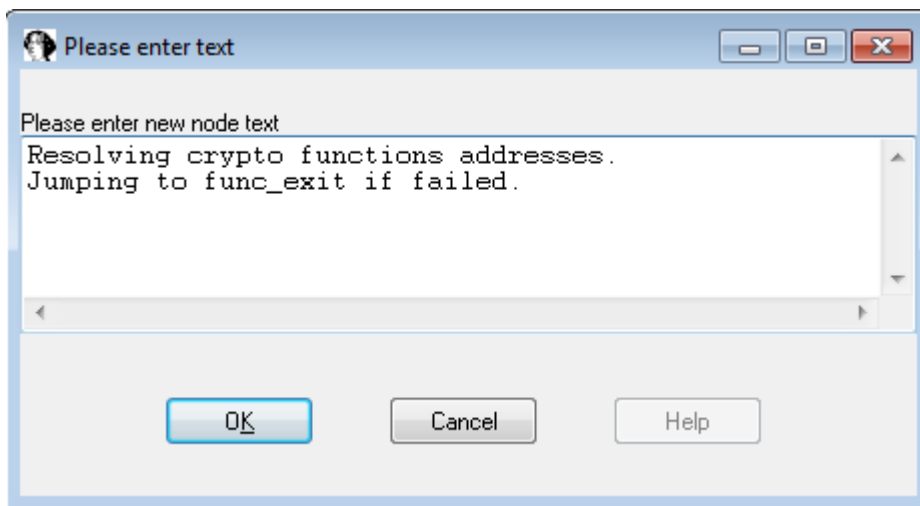 Please enter text
Please enter new node text
Resolving crypto functions addresses.
Jumping to func_exit if failed.
OK
Cancel
Help